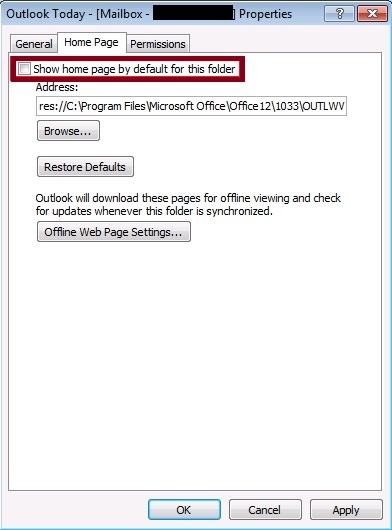 Outlook Today - [Mailbox - ] Properties
General Home Page Permissions
Show home page by default for this folder
Address:
res://C:\Program Files\Microsoft Office\Office12\1033\OUTLWV
Browse...
Restore Defaults
Outlook will download these pages for offline viewing and check
for updates whenever this folder is synchronized.
Offline Web Page Settings...
OK Cancel Apply